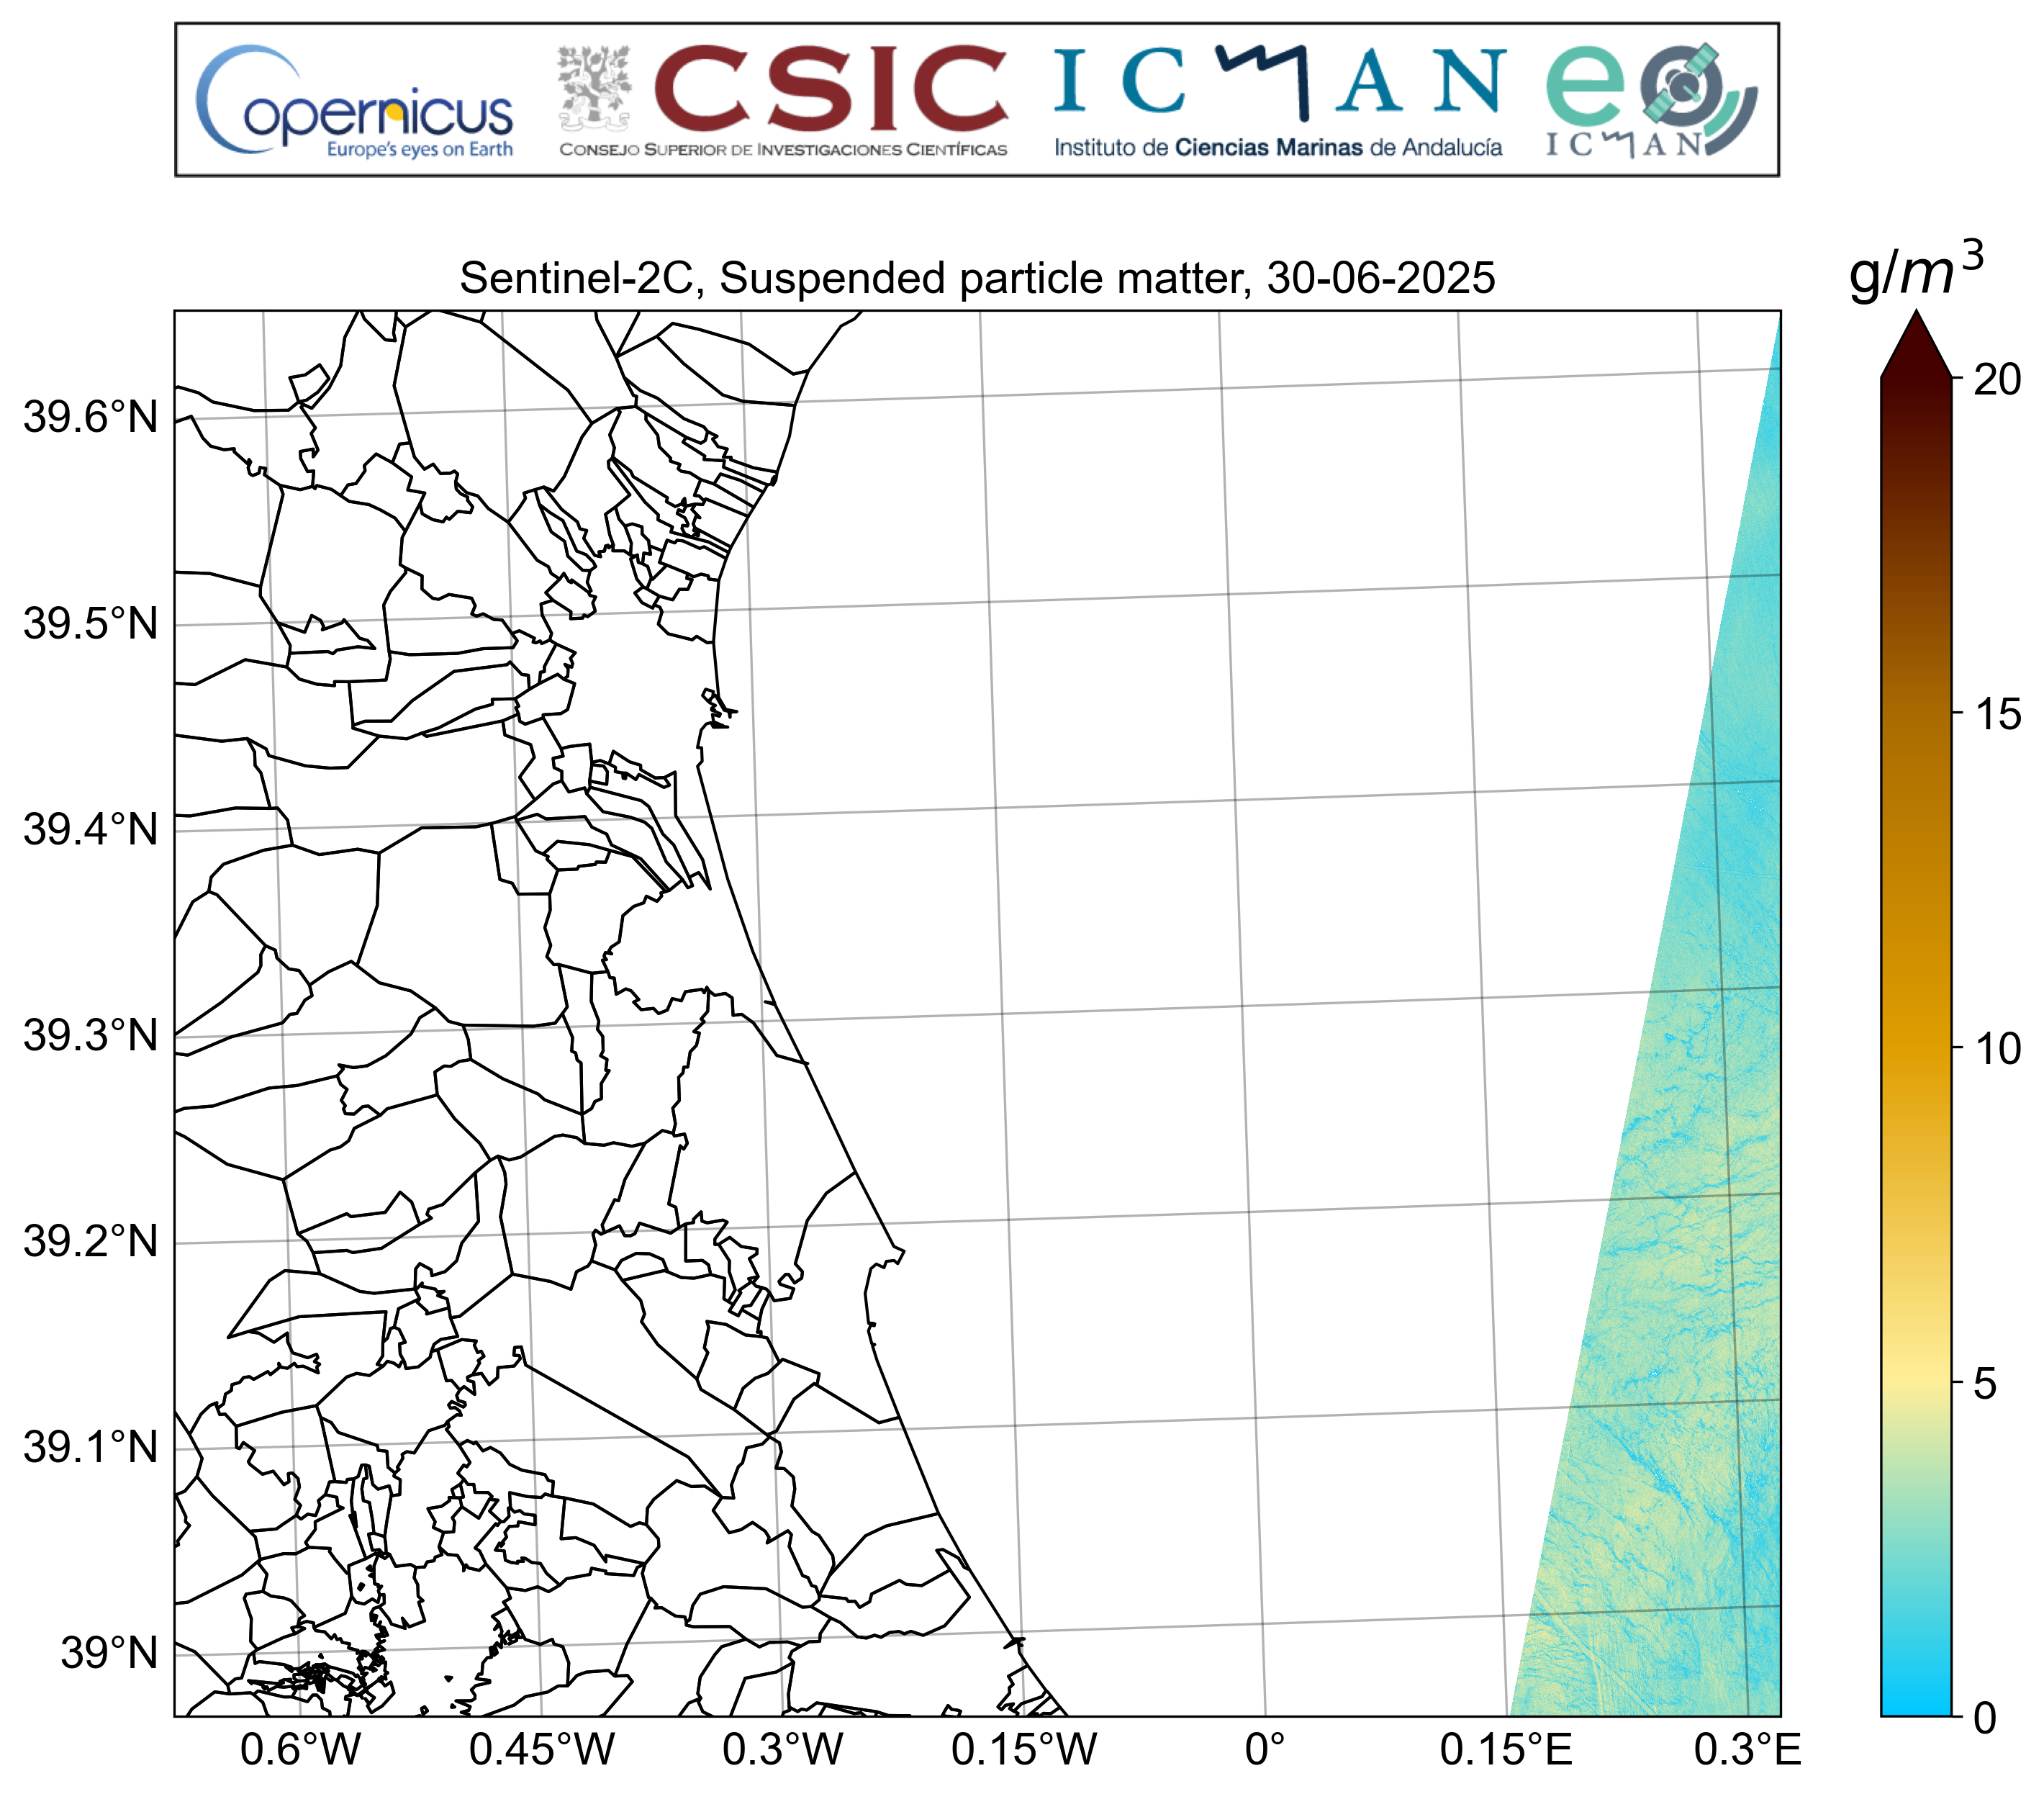 Copernicus
Europe's eyes on Earth
CSIC
CONSEJO SUPERIOR DE INVESTIGACIONES CIENTÍFICAS
ICMAN
Instituto de Ciencias Marinas de Andalucía
eo
ICMAN
Sentinel-2C, Suspended particle matter, 30-06-2025
g/m³
39.6°N
39.5°N
39.4°N
39.3°N
39.2°N
39.1°N
39°N
0.6°W 0.45°W 0.3°W 0.15°W 0° 0.15°E 0.3°E
20
15
10
5
0